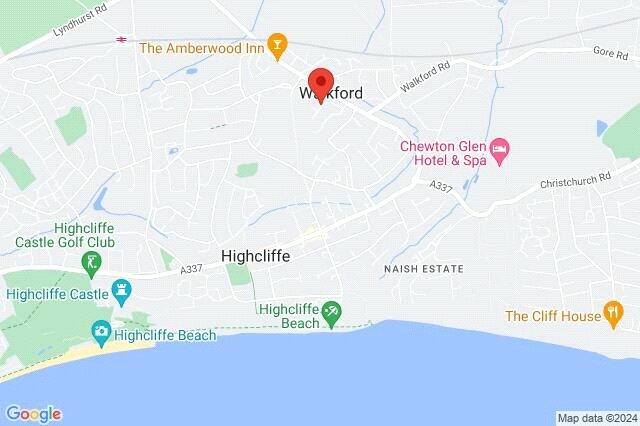 Lyndhurst Rd
The Amberwood Inn
Gore Rd
Walkford Rd
Walkford
Chewton Glen
Hotel & Spa
A337
Christchurch Rd
Highcliffe
Castle Golf Club
Highcliffe
A337
NAISH ESTATE
Highcliffe Castle
Highcliffe
Beach
The Cliff House
Highcliffe Beach
Google
Map data ©2024